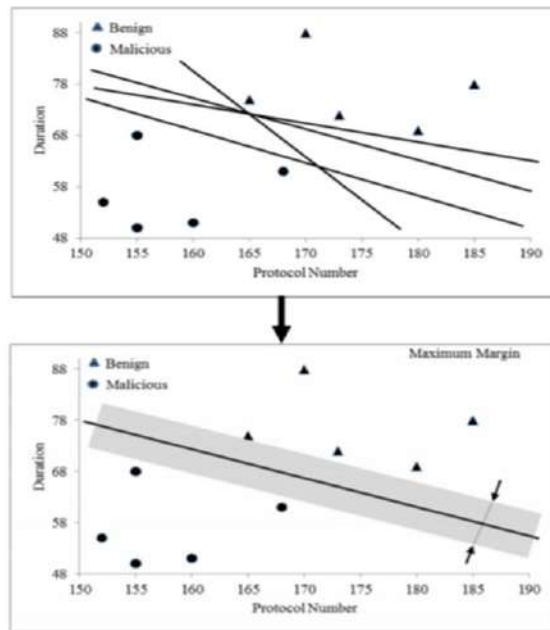 88
Benign
Malicious
78
Duration
68
58
48
150 155 160 165 170 175 180 185 190
Protocol Number
Maximum Margin
88
Benign
Malicious
78
Duration
68
58
48
150 155 160 165 170 175 180 185 190
Protocol Number